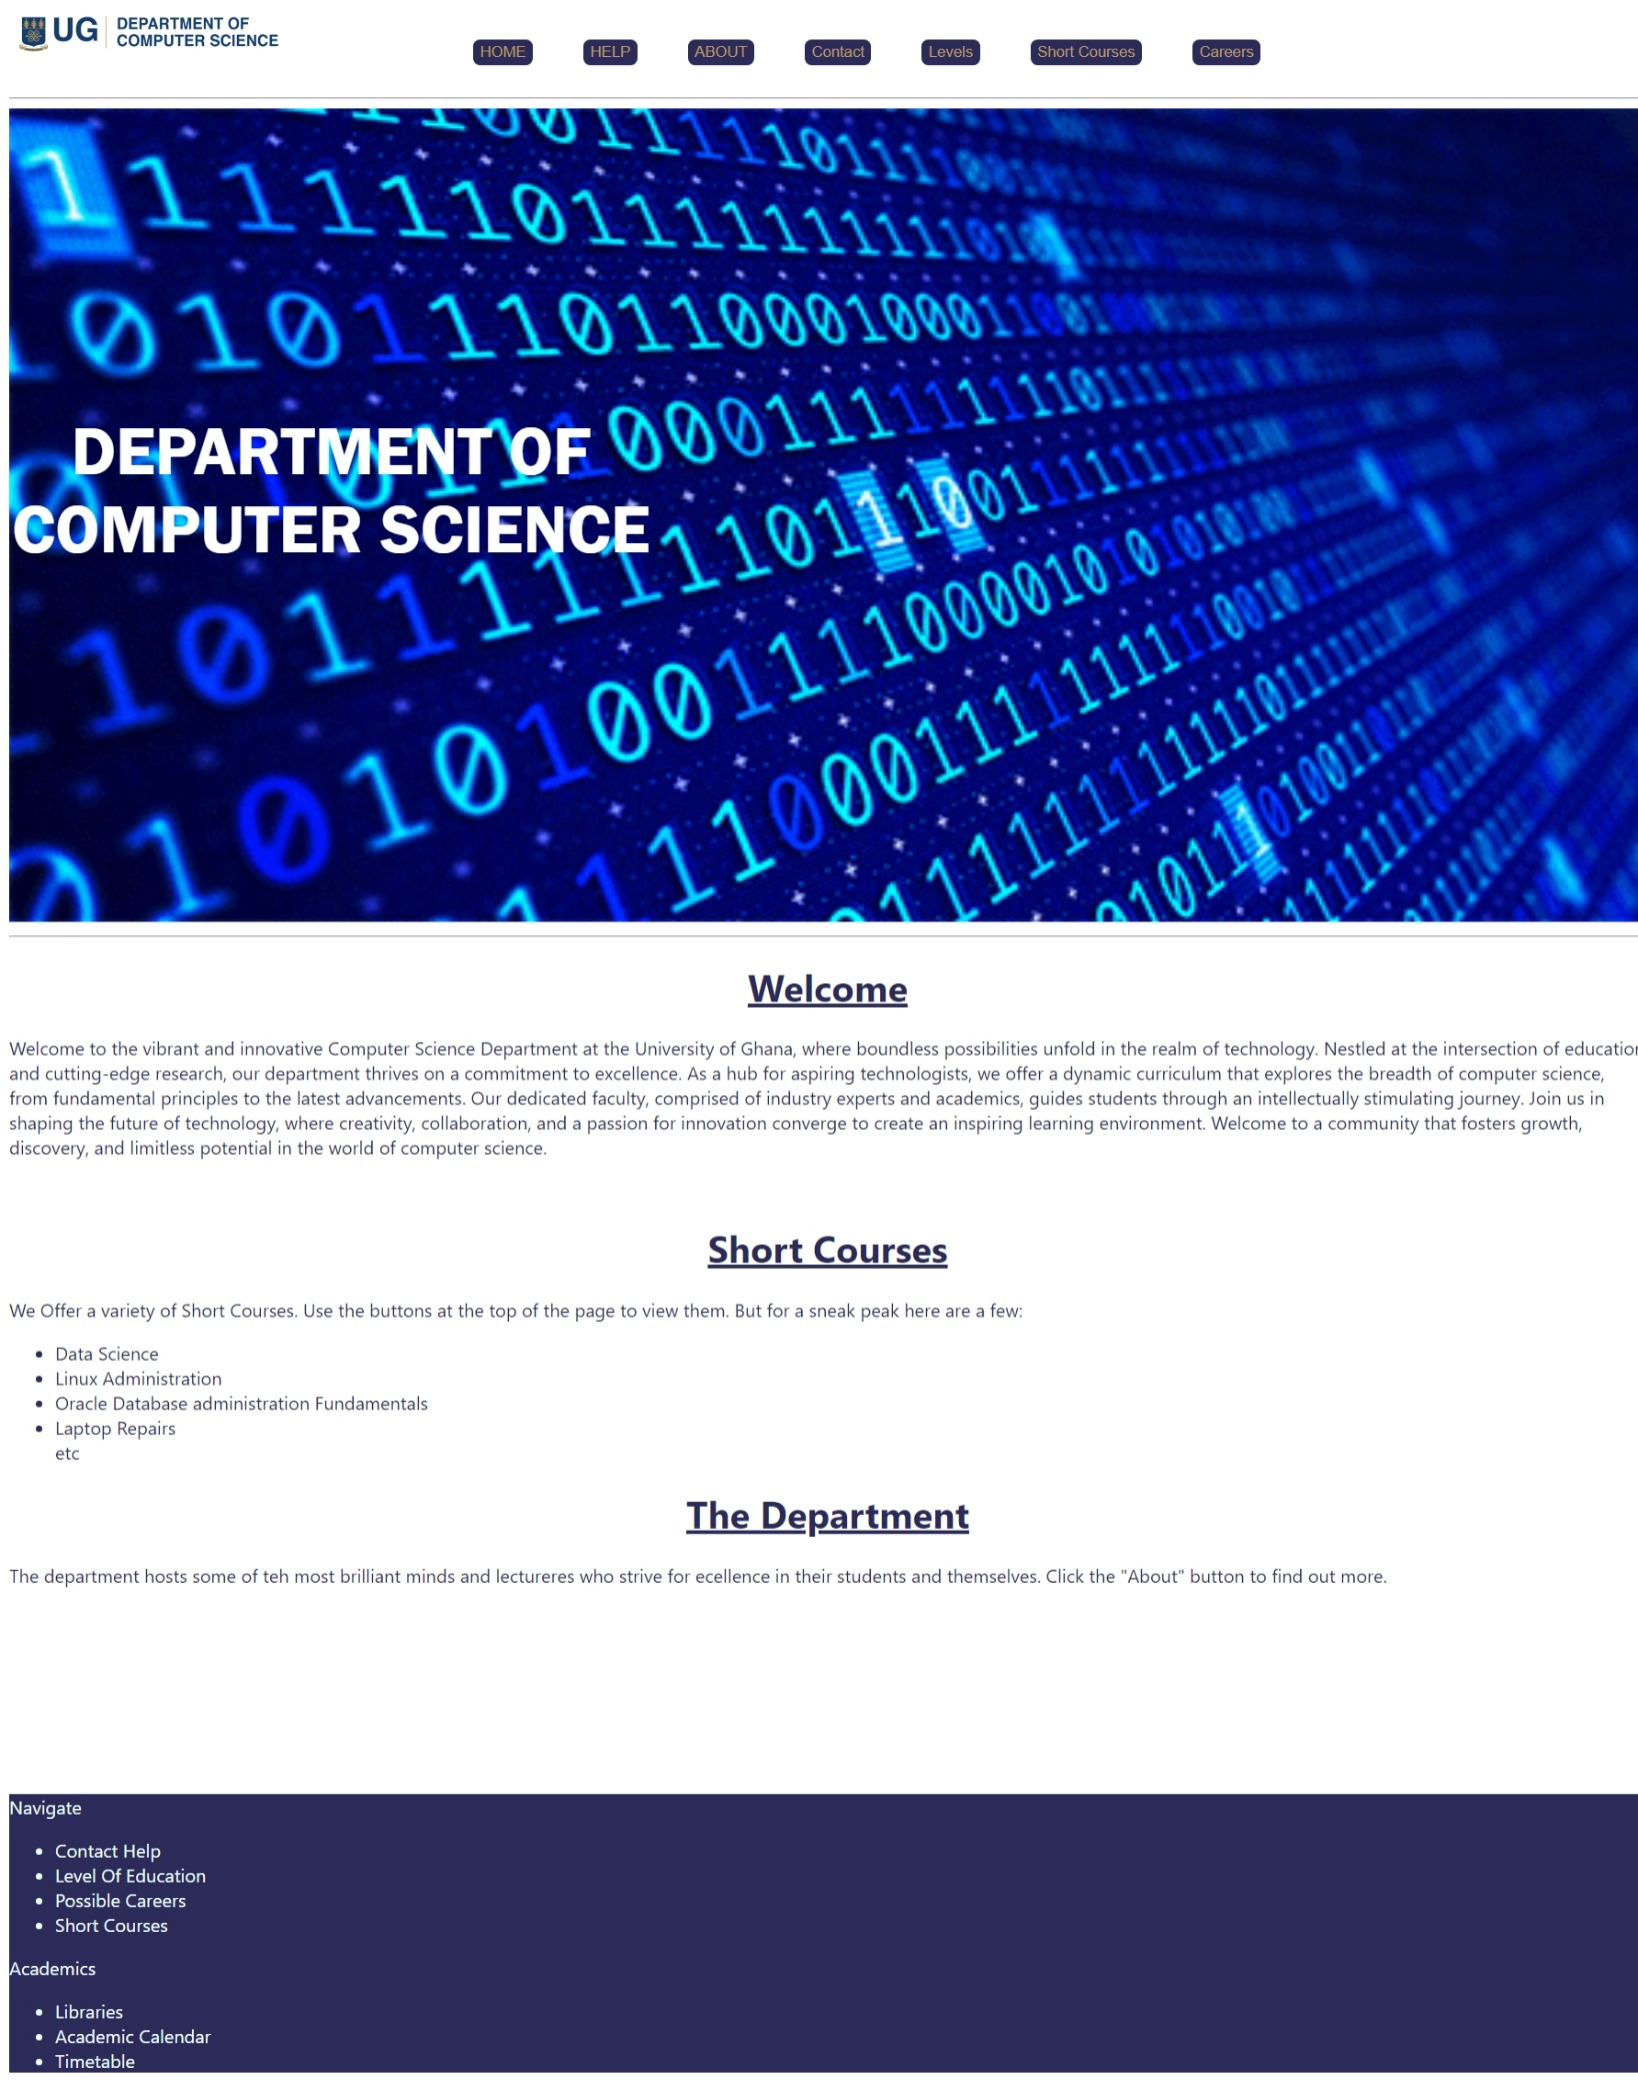 UG DEPARTMENT OF
COMPUTER SCIENCE
HOME HELP ABOUT Contact Levels Short Courses Careers
DEPARTMENT OF
COMPUTER SCIENCE
Welcome
Welcome to the vibrant and innovative Computer Science Department at the University of Ghana, where boundless possibilities unfold in the realm of technology. Nestled at the intersection of education
and cutting-edge research, our department thrives on a commitment to excellence. As a hub for aspiring technologists, we offer a dynamic curriculum that explores the breadth of computer science,
from fundamental principles to the latest advancements. Our dedicated faculty, comprised of industry experts and academics, guides students through an intellectually stimulating journey. Join us in
shaping the future of technology, where creativity, collaboration, and a passion for innovation converge to create an inspiring learning environment. Welcome to a community that fosters growth,
discovery, and limitless potential in the world of computer science.
Short Courses
We Offer a variety of Short Courses. Use the buttons at the top of the page to view them. But for a sneak peak here are a few:
• Data Science
• Linux Administration
• Oracle Database administration Fundamentals
• Laptop Repairs
etc
The Department
The department hosts some of teh most brilliant minds and lectureres who strive for ecellence in their students and themselves. Click the "About" button to find out more.
Navigate
• Contact Help
• Level Of Education
• Possible Careers
• Short Courses
Academics
• Libraries
• Academic Calendar
• Timetable